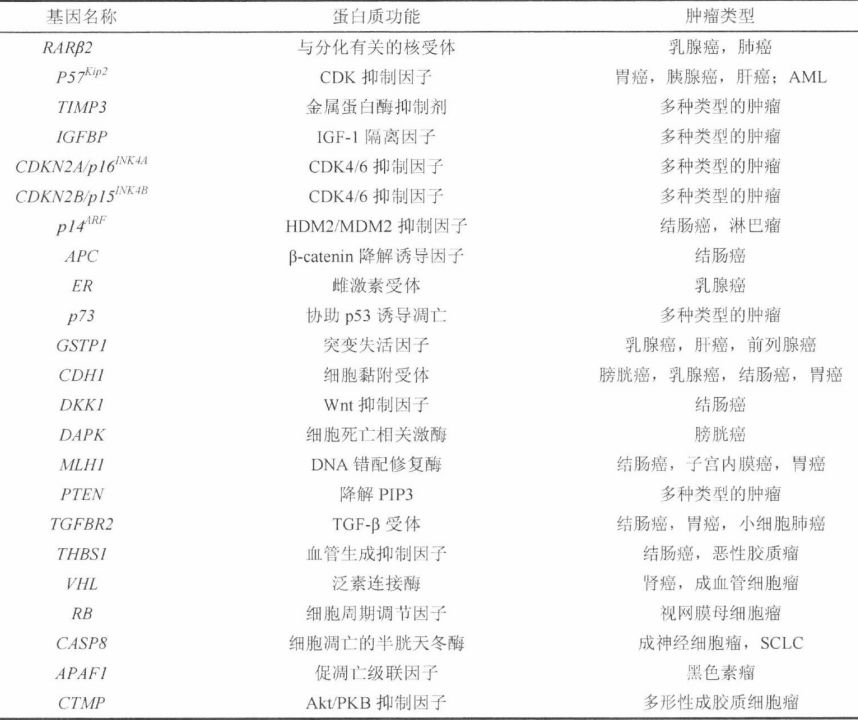 基因名称 蛋白质功能 肿瘤类型
RARβ2 与分化有关的核受体 乳腺癌，肺癌
P57Kip2 CDK 抑制因子 胃癌，胰腺癌，肝癌；AML
TIMP3 金属蛋白酶抑制剂 多种类型的肿瘤
IGFBP IGF-1 隔离因子 多种类型的肿瘤
CDKN2A/p16INK4A CDK4/6 抑制因子 多种类型的肿瘤
CDKN2B/p15INK4B CDK4/6 抑制因子 多种类型的肿瘤
p14ARF HDM2/MDM2 抑制因子 结肠癌，淋巴瘤
APC β-catenin 降解诱导因子 结肠癌
ER 雌激素受体 乳腺癌
p73 协助 p53 诱导凋亡 多种类型的肿瘤
GSTP1 突变失活因子 乳腺癌，肝癌，前列腺癌
CDH1 细胞黏附受体 膀胱癌，乳腺癌，结肠癌，胃癌
DKK1 Wnt 抑制因子 结肠癌
DAPK 细胞死亡相关激酶 膀胱癌
MLH1 DNA 错配修复酶 结肠癌，子宫内膜癌，胃癌
PTEN 降解 PIP3 多种类型的肿瘤
TGFBR2 TGF-β 受体 结肠癌，胃癌，小细胞肺癌
THBS1 血管生成抑制因子 结肠癌，恶性胶质瘤
VHL 泛素连接酶 肾癌，成血管细胞瘤
RB 细胞周期调节因子 视网膜母细胞瘤
CASP8 细胞凋亡的半胱天冬酶 成神经细胞瘤，SCLC
APAF1 促凋亡级联因子 黑色素瘤
CTMP Akt/PKB 抑制因子 多形性成胶质细胞瘤